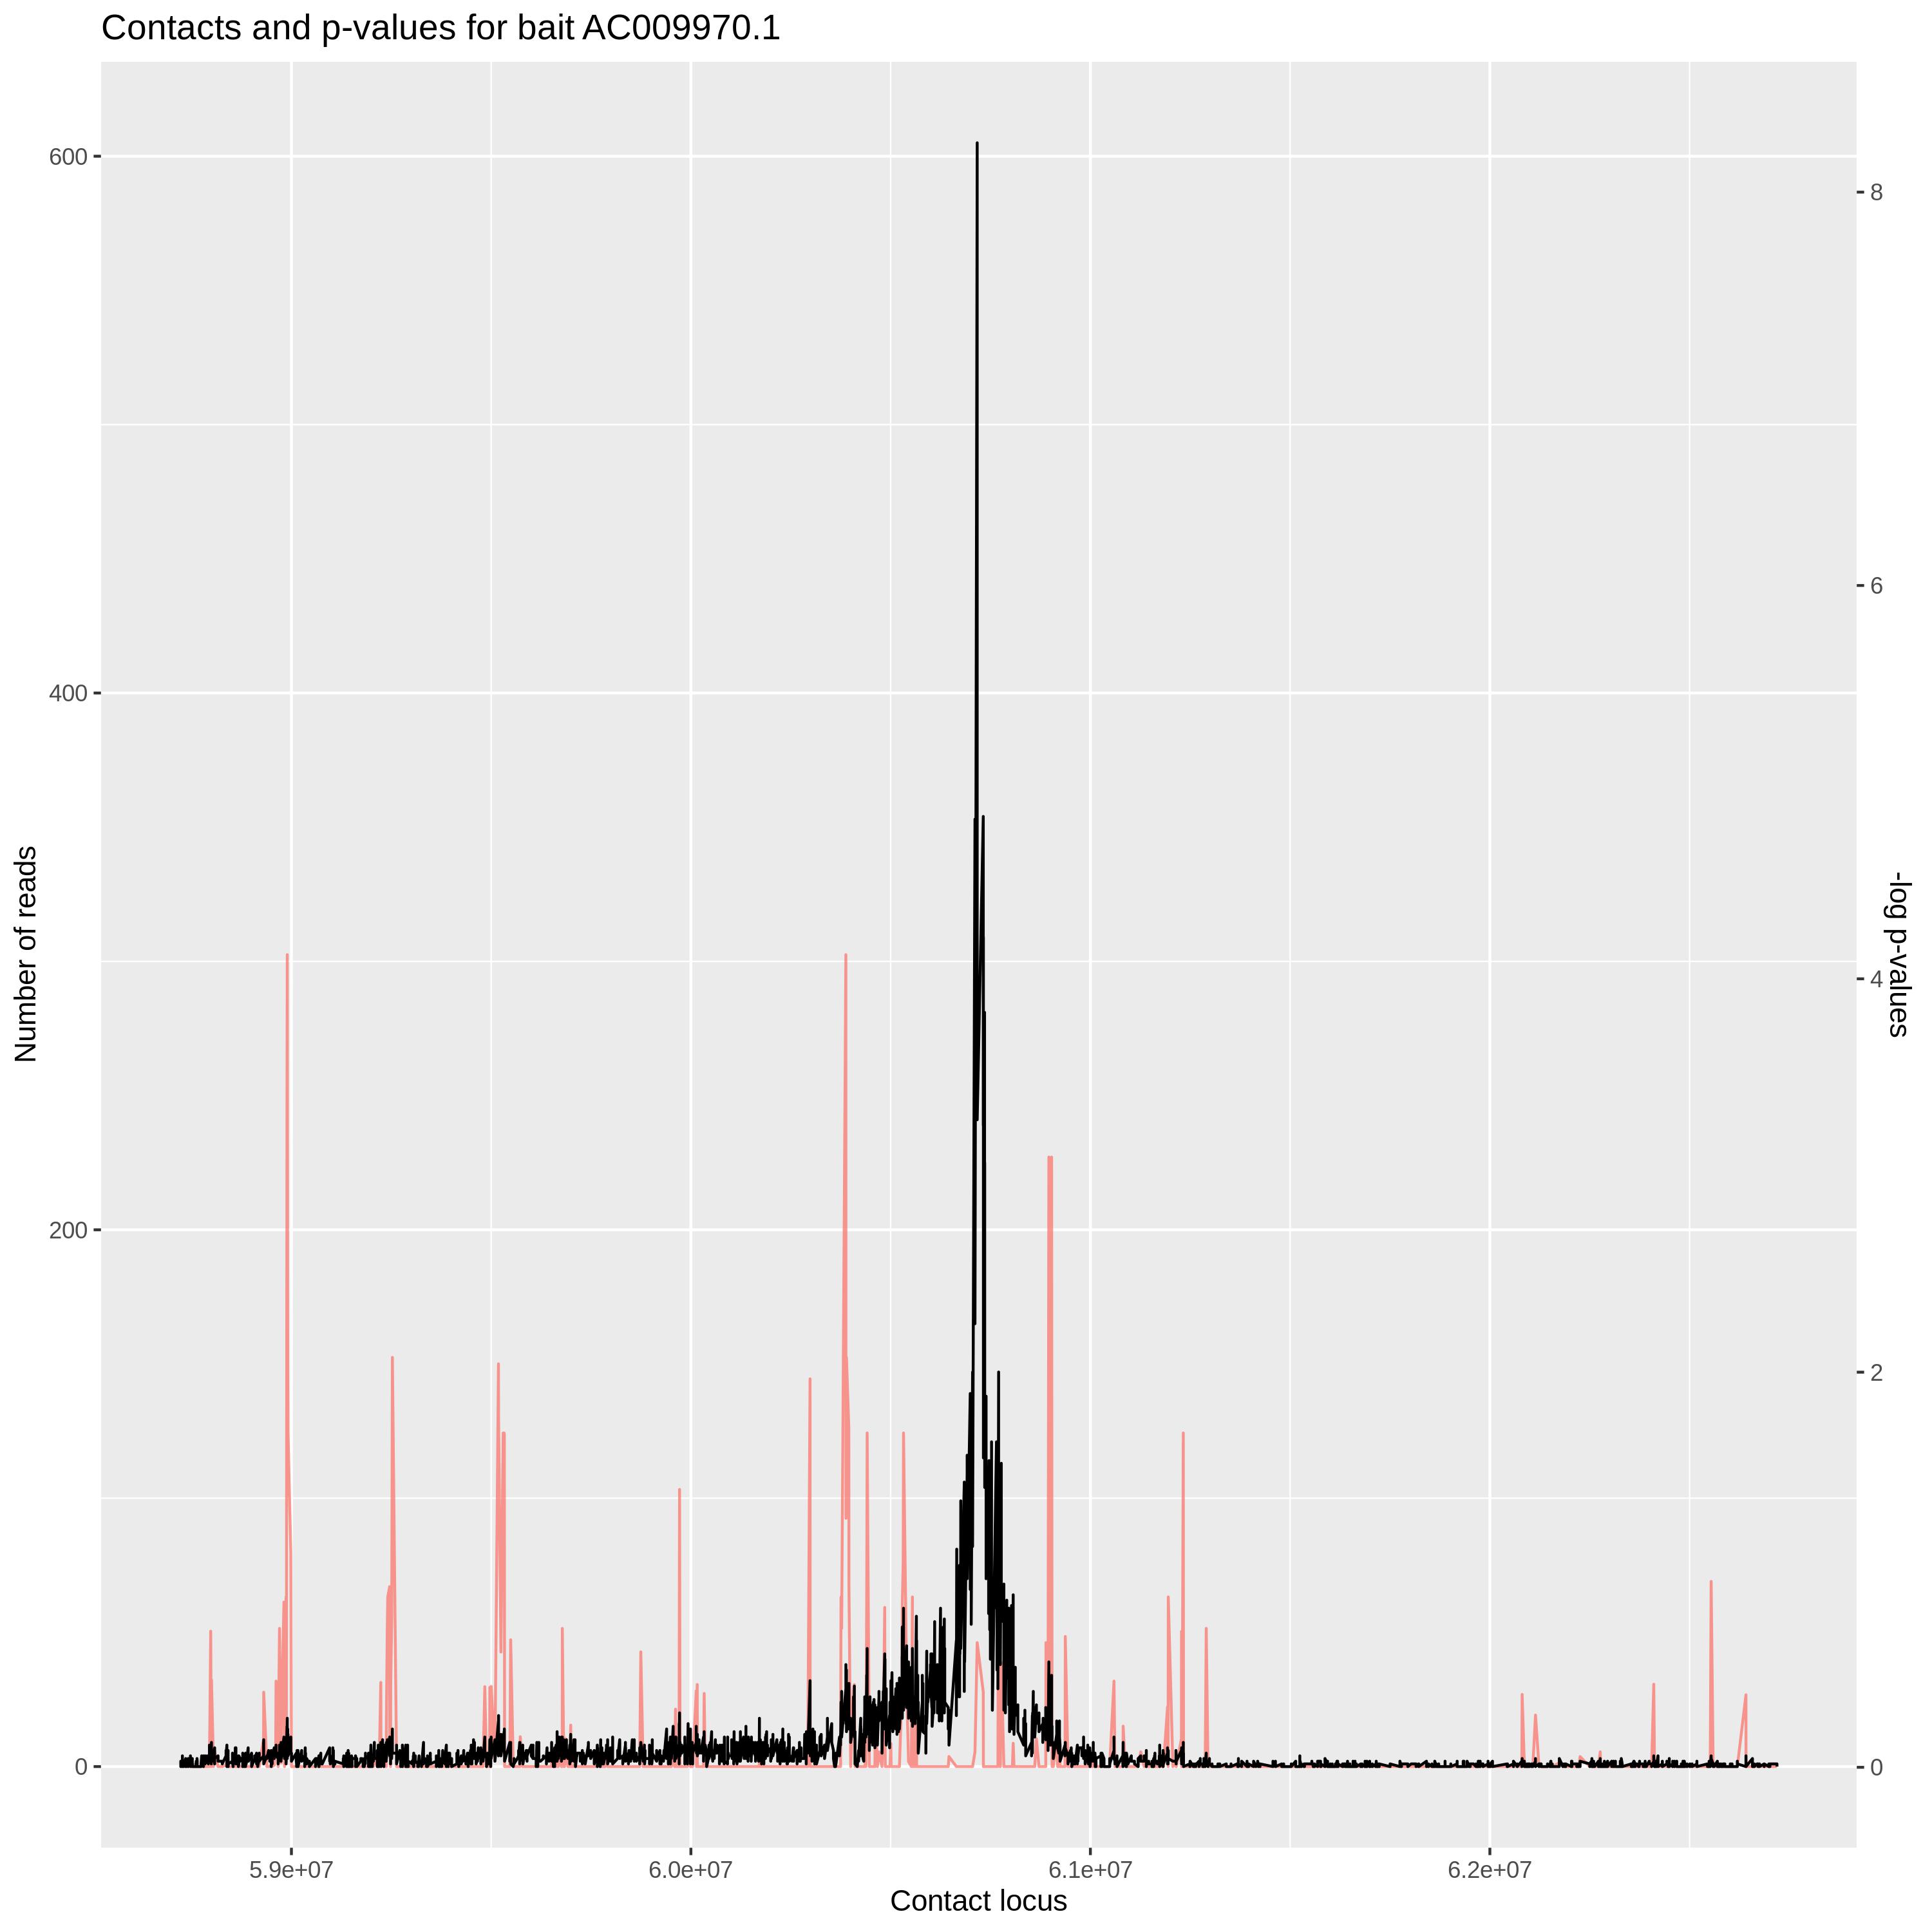 Contacts and p-values for bait AC009970.1
600
400
200
0
Number of reads
8
6
4
2
0
-log p-values
5.9e+07
6.0e+07
6.1e+07
6.2e+07
Contact locus